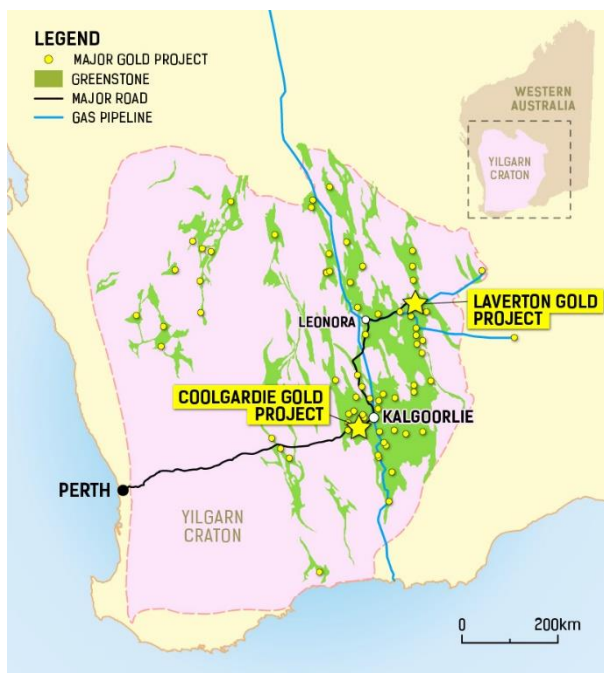 LEGEND
MAJOR GOLD PROJECT
GREENSTONE
MAJOR ROAD
GAS PIPELINE
WESTERN
AUSTRALIA
YILGARN
CRATON
LAVERTON GOLD
PROJECT
LEONORA
COOLGARDIE GOLD
PROJECT
KALGOORLIE
PERTH
YILGARN
CRATON
0 200km